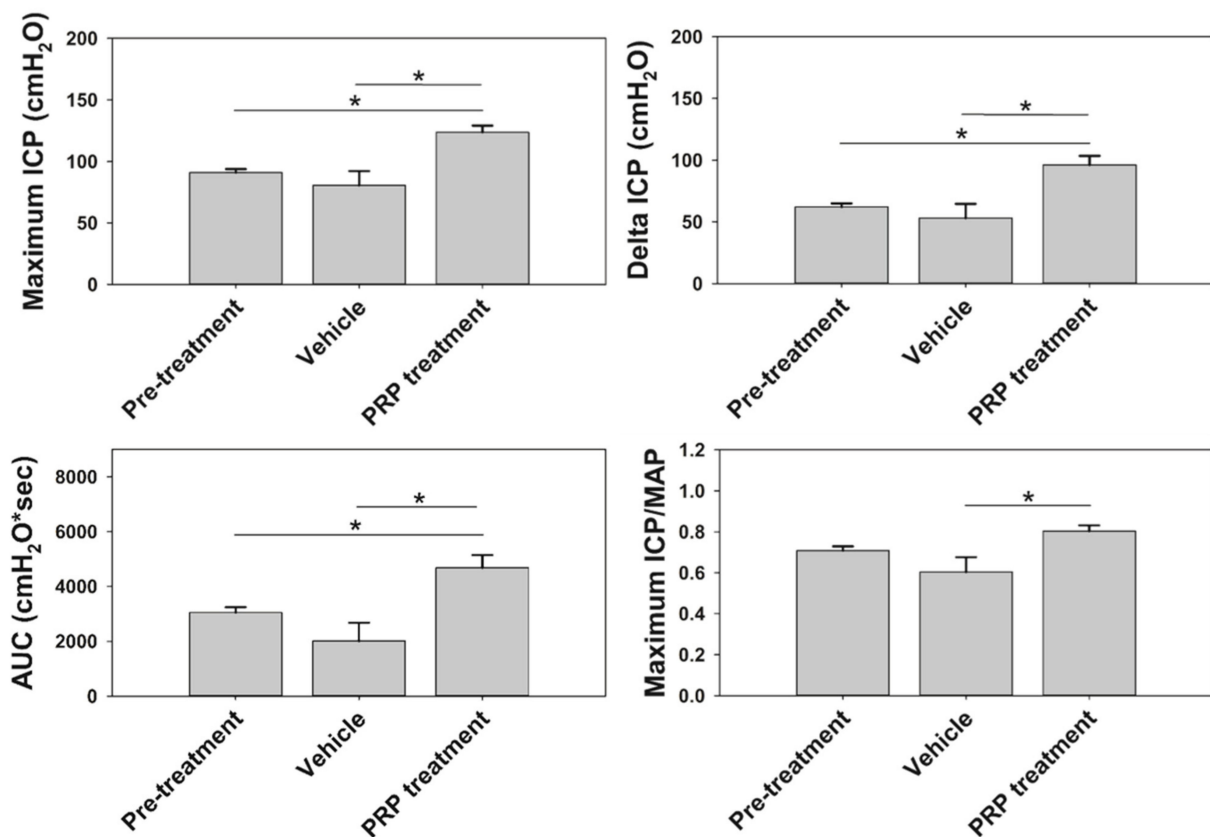 Maximum ICP (cmH₂O)
200
150
100
50
0
*
*
Pre-treatment
Vehicle
PRP treatment
Delta ICP (cmH₂O)
200
150
100
50
0
*
*
Pre-treatment
Vehicle
PRP treatment
AUC (cmH₂O*sec)
8000
6000
4000
2000
0
*
*
Pre-treatment
Vehicle
PRP treatment
Maximum ICP/MAP
1.2
1.0
0.8
0.6
0.4
0.2
0.0
*
Pre-treatment
Vehicle
PRP treatment